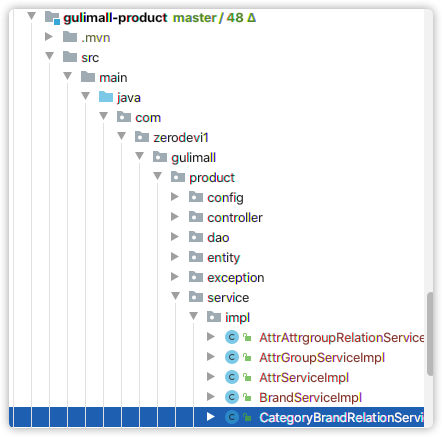 gulimall-product master / 48 Δ
.mvn
src
main
java
com
zerodevi1
gulimall
product
config
controller
dao
entity
exception
service
impl
C AttrAttrgroupRelationService
C AttrGroupServiceImpl
C AttrServiceImpl
C BrandServiceImpl
C CategoryBrandRelationServi